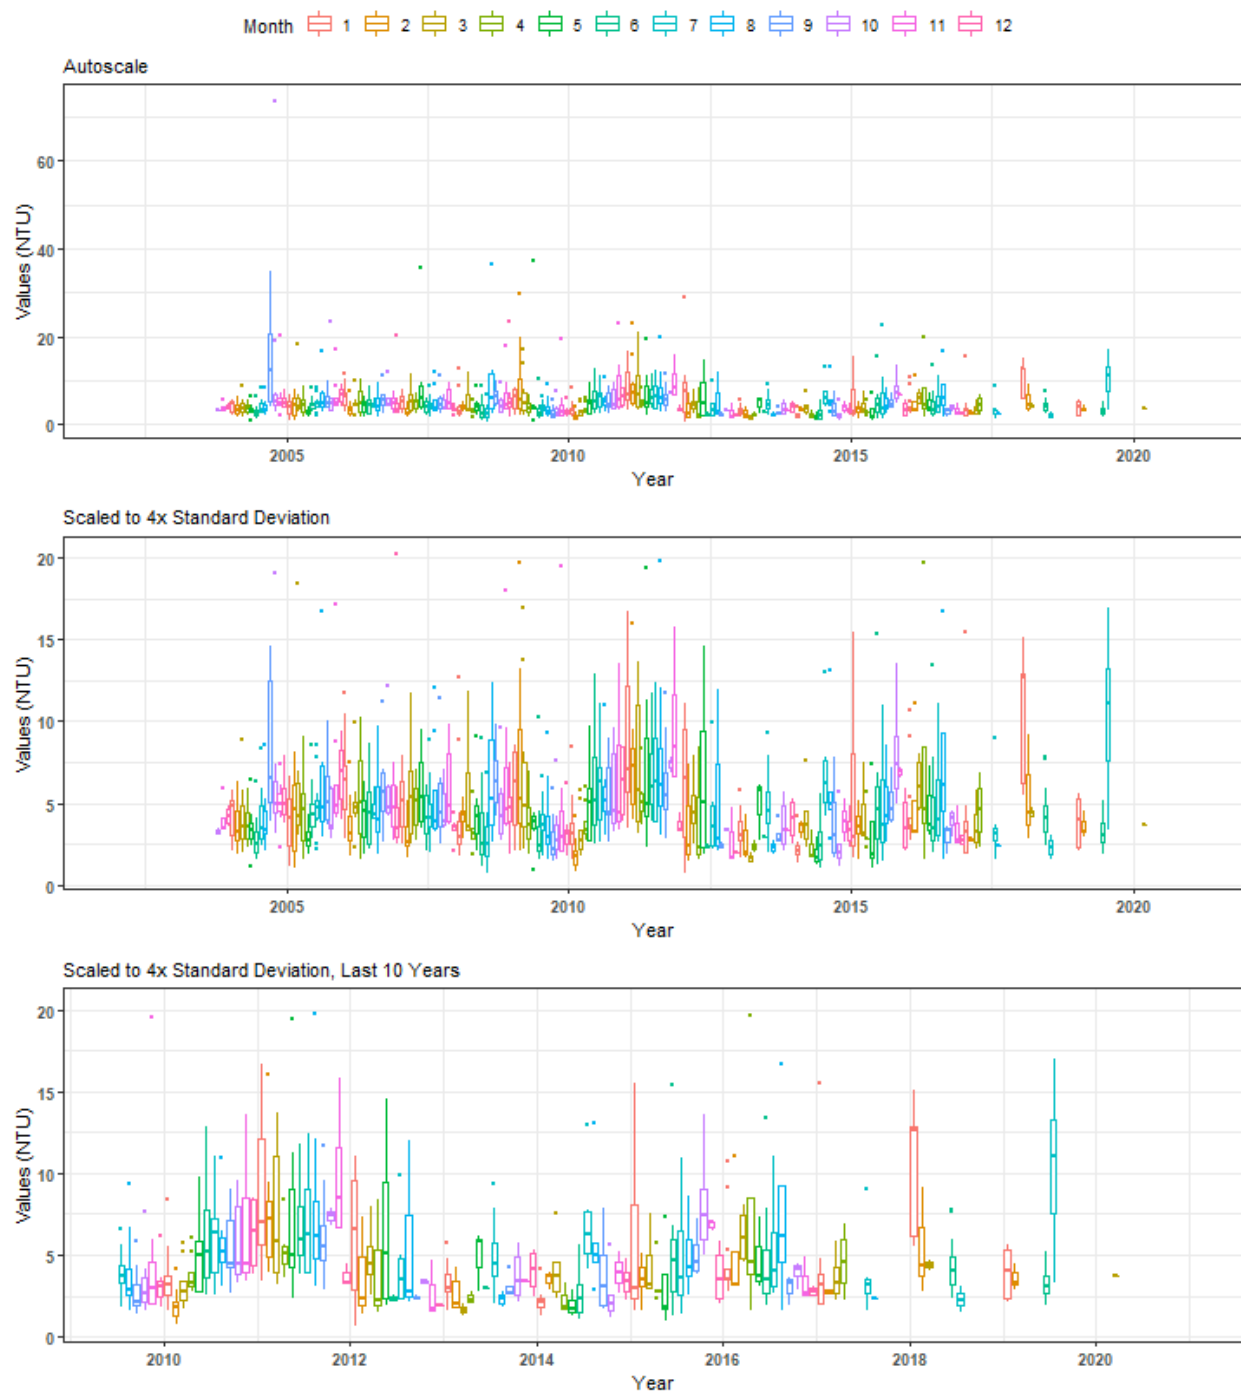 Month 1 2 3 4 5 6 7 8 9 10 11 12
Autoscale
60
40
20
0
Values (NTU)
2005 2010 2015 2020
Year
Scaled to 4x Standard Deviation
20
15
10
5
0
Values (NTU)
2005 2010 2015 2020
Year
Scaled to 4x Standard Deviation, Last 10 Years
20
15
10
5
0
Values (NTU)
2010 2012 2014 2016 2018 2020
Year